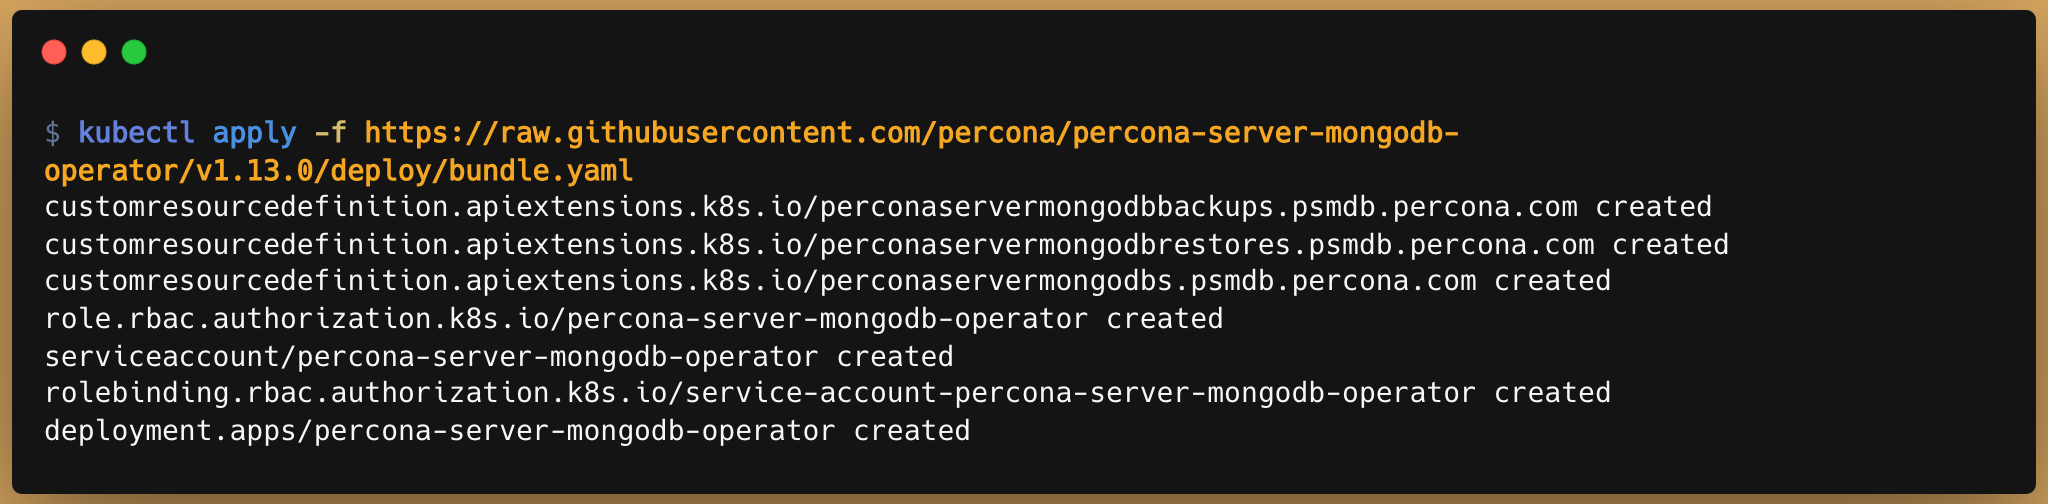 $ kubectl apply -f https://raw.githubusercontent.com/percona/percona-server-mongodb-
operator/v1.13.0/deploy/bundle.yaml
customresourcedefinition.apiextensions.k8s.io/perconaservermongodbbackups.psmdb.percona.com created
customresourcedefinition.apiextensions.k8s.io/perconaservermongodbrestores.psmdb.percona.com created
customresourcedefinition.apiextensions.k8s.io/perconaservermongodbs.psmdb.percona.com created
role.rbac.authorization.k8s.io/percona-server-mongodb-operator created
serviceaccount/percona-server-mongodb-operator created
rolebinding.rbac.authorization.k8s.io/service-account-percona-server-mongodb-operator created
deployment.apps/percona-server-mongodb-operator created